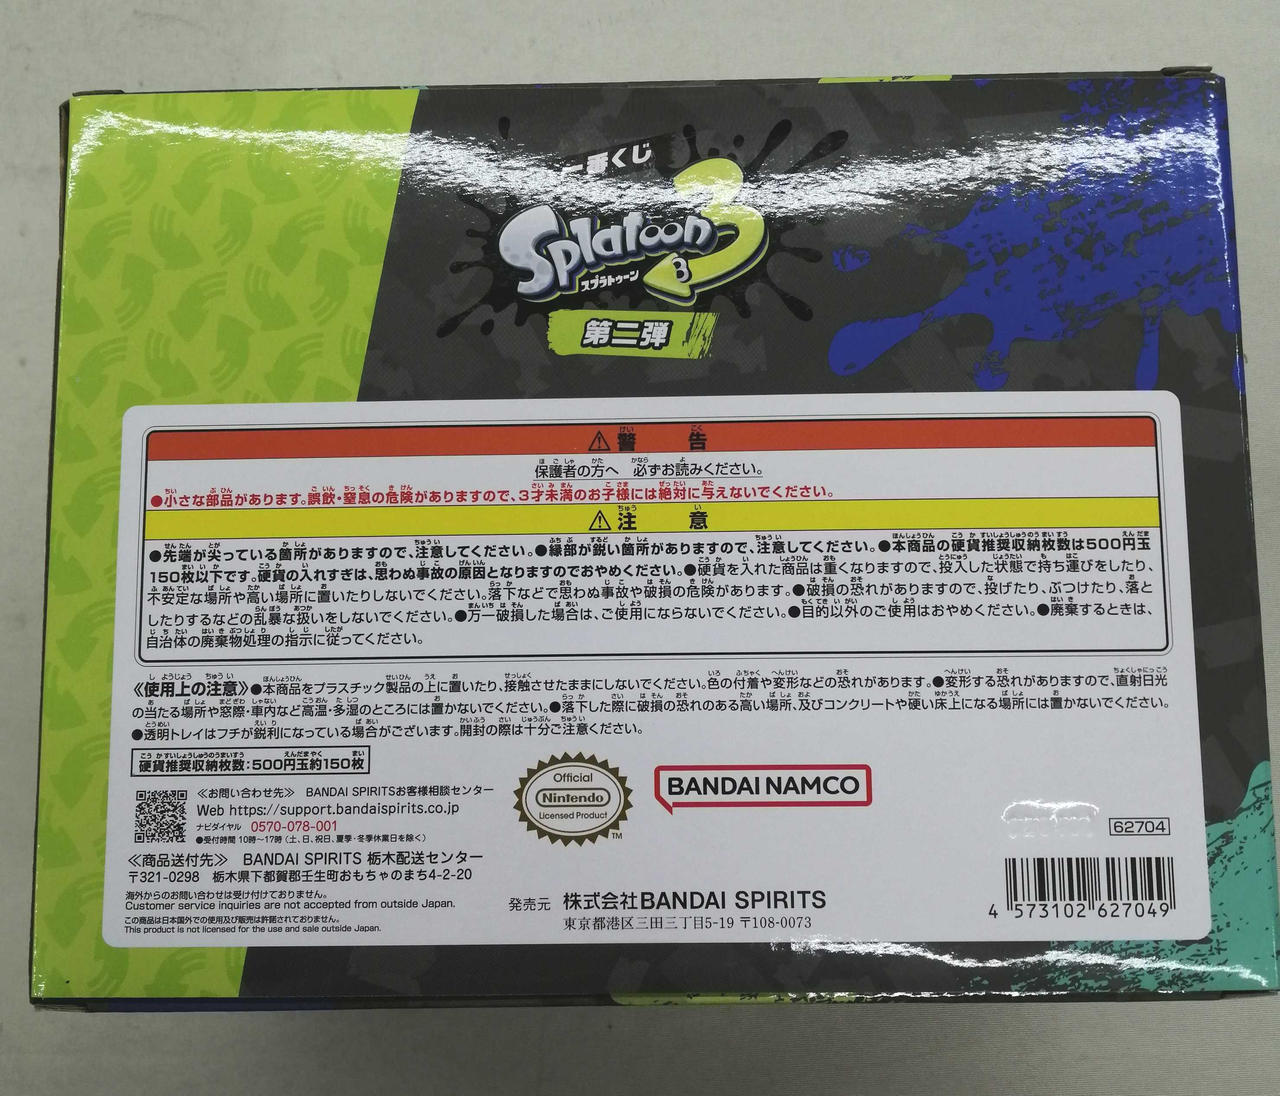 一番くじ
Splatoon 3
スプラトゥーン
第二弾
⚠警告
保護者の方へ 必ずお読みください。
●小さな部品があります。誤飲・窒息の危険がありますので、3才未満のお子様には絶対に与えないでください。
⚠注意
●先端が尖っている箇所がありますので、注意してください。●縁部が鋭い箇所がありますので、注意してください。●本商品の硬貨推奨収納枚数は500円玉
150枚以下です。硬貨の入れすぎは、思わぬ事故の原因となりますのでおやめください。●硬貨を入れた商品は重くなりますので、投入した状態で持ち運びをしたり、
不安定な場所や高い場所に置いたりしないでください。落下などで思わぬ事故や破損の危険があります。●破損の恐れがありますので、投げたり、ぶつけたり、落と
したりするなどの乱暴な扱いをしないでください。●万一破損した場合は、ご使用にならないでください。●目的以外のご使用はおやめください。●廃棄するときは、
自治体の廃棄物処理の指示に従ってください。
《使用上の注意》●本商品をプラスチック製品の上に置いたり、接触させたままにしないでください。色の付着や変形などの恐れがあります。●変形する恐れがありますので、直射日光
の当たる場所や窓際・車内など高温・多湿のところには置かないでください。●落下した際に破損の恐れのある高い場所、及びコンクリートや硬い床上になる場所には置かないでください。
●透明トレイはフチが鋭利になっている場合がございます。開封の際は十分ご注意ください。
硬貨推奨収納枚数:500円玉約150枚
≪お問い合わせ先≫ BANDAI SPIRITSお客様相談センター
Web https://support.bandaispirits.co.jp
ナビダイヤル 0570-078-001
●受付時間 10時〜17時(土、日、祝日、夏季・冬季休業日を除く)
≪商品送付先≫ BANDAI SPIRITS 栃木配送センター
〒321-0298 栃木県下都賀郡壬生町おもちゃのまち4-2-20
海外からのお問い合わせは受け付けておりません。
Customer service inquiries are not accepted from outside Japan.
この商品は日本国外での使用及び販売は許諾されておりません。
This product is not licensed for the use and sale outside Japan.
Official
Nintendo
Licensed Product
TM
BANDAI NAMCO
発売元 株式会社BANDAI SPIRITS
東京都港区三田三丁目5-19 〒108-0073
62704
4 573102 627049